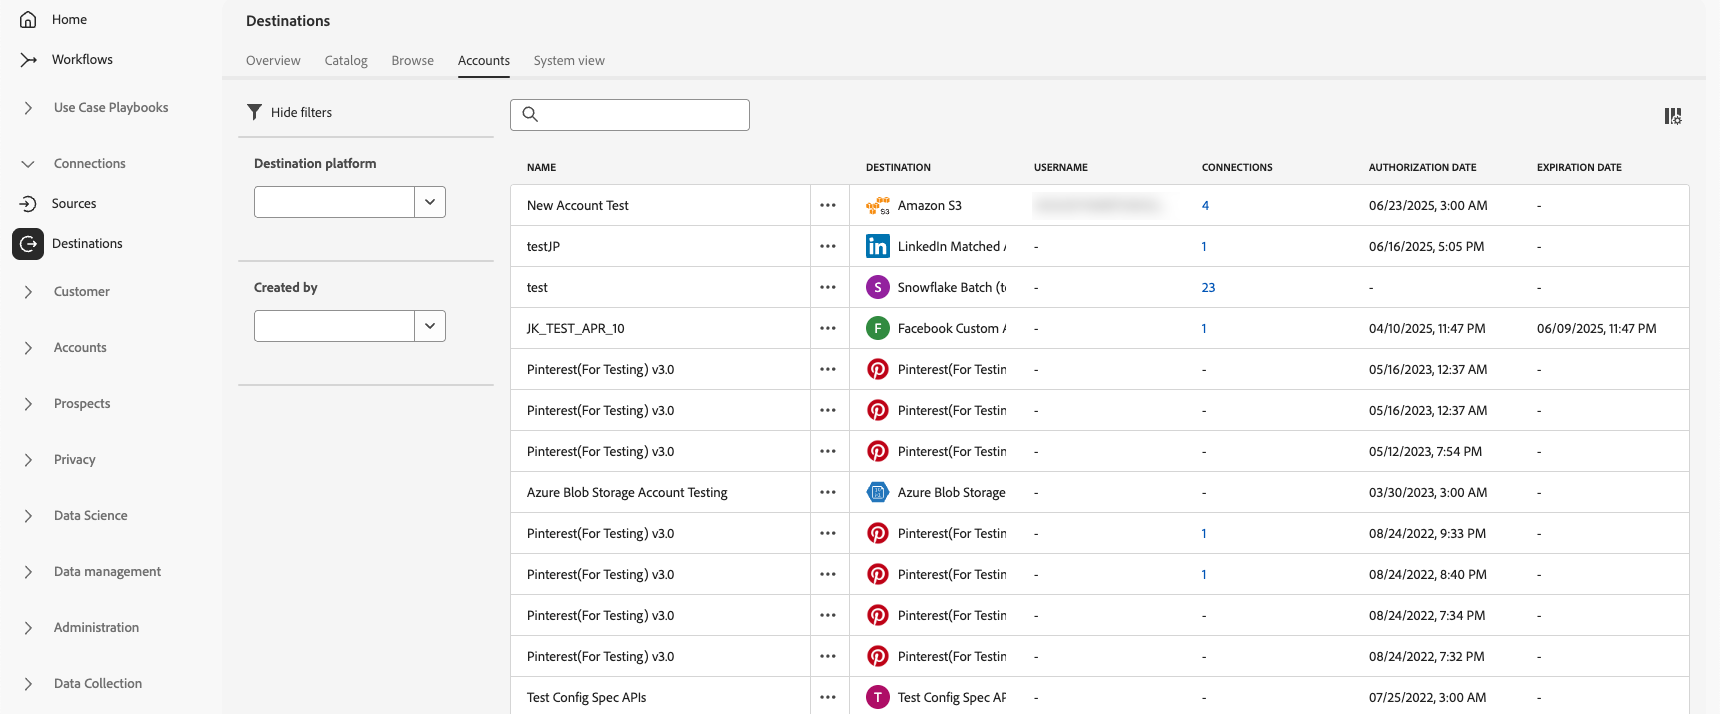 Home
Workflows
Use Case Playbooks
Connections
Sources
Destinations
Customer
Accounts
Prospects
Privacy
Data Science
Data management
Administration
Data Collection
Destinations
Overview Catalog Browse Accounts System view
Hide filters
Destination platform
Created by
NAME DESTINATION USERNAME CONNECTIONS AUTHORIZATION DATE EXPIRATION DATE
New Account Test ••• S3 Amazon S3 4 06/23/2025, 3:00 AM -
testJP ••• in LinkedIn Matched - 1 06/16/2025, 5:05 PM -
test ••• S Snowflake Batch - 23 - -
JK_TEST_APR_10 ••• F Facebook Custom - 1 04/10/2025, 11:47 PM 06/09/2025, 11:47 PM
Pinterest(For Testing) v3.0 ••• Pinterest(For Testin - - 05/16/2023, 12:37 AM -
Pinterest(For Testing) v3.0 ••• Pinterest(For Testin - - 05/16/2023, 12:37 AM -
Pinterest(For Testing) v3.0 ••• Pinterest(For Testin - - 05/12/2023, 7:54 PM -
Azure Blob Storage Account Testing ••• Azure Blob Storage - - 03/30/2023, 3:00 AM -
Pinterest(For Testing) v3.0 ••• Pinterest(For Testin - 1 08/24/2022, 9:33 PM -
Pinterest(For Testing) v3.0 ••• Pinterest(For Testin - 1 08/24/2022, 8:40 PM -
Pinterest(For Testing) v3.0 ••• Pinterest(For Testin - - 08/24/2022, 7:34 PM -
Pinterest(For Testing) v3.0 ••• Pinterest(For Testin - - 08/24/2022, 7:32 PM -
Test Config Spec APIs ••• T Test Config Spec AP - - 07/25/2022, 3:00 AM -